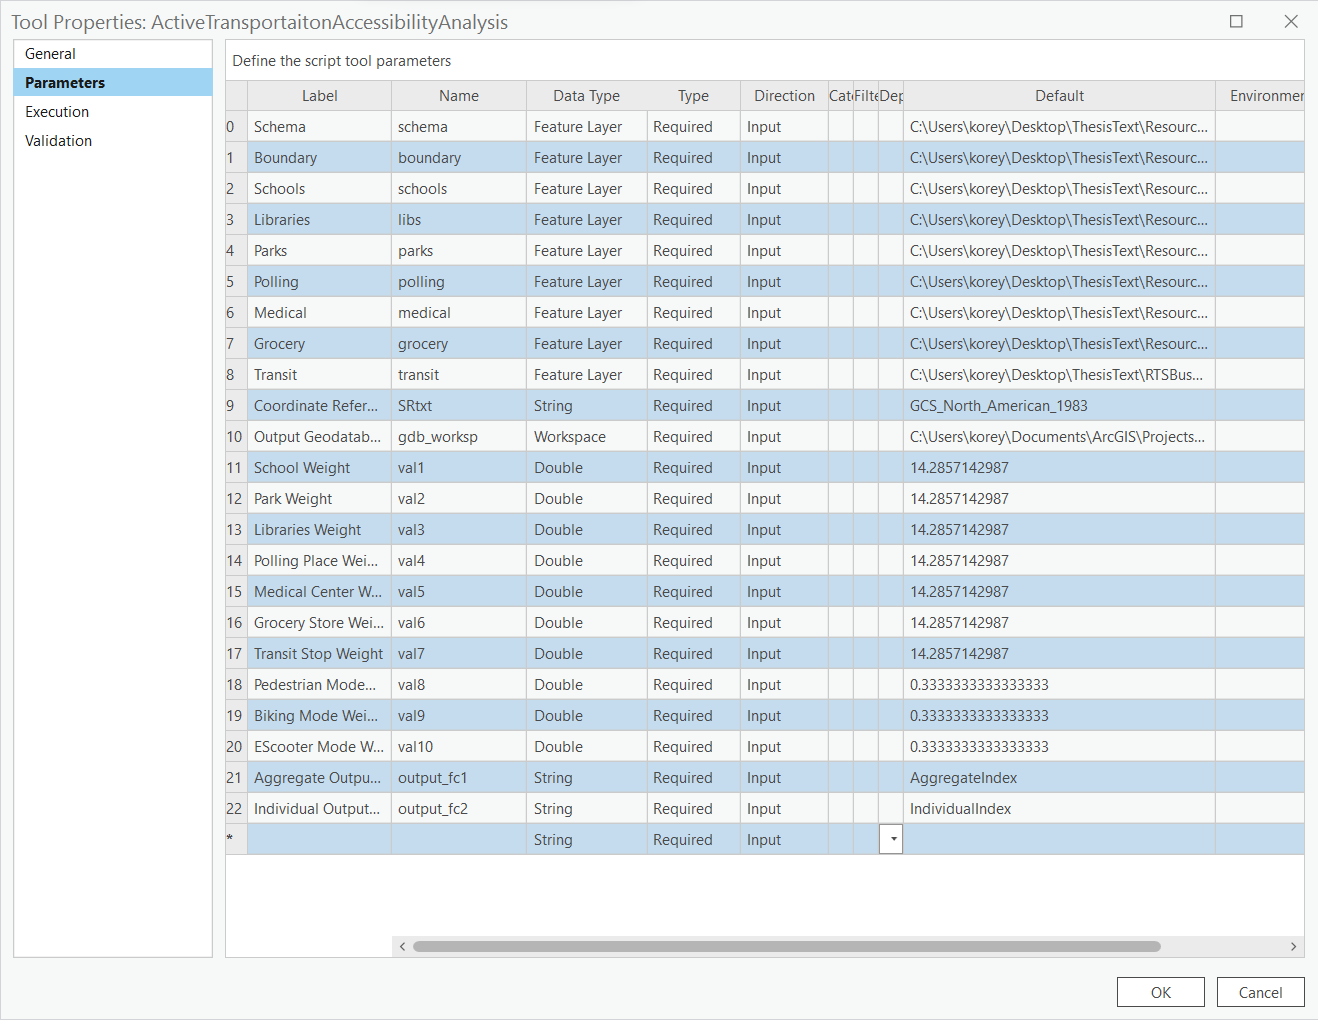 Tool Properties: ActiveTransportaitonAccessibilityAnalysis
General
Parameters
Execution
Validation
Define the script tool parameters
Label Name Data Type Type Direction Cat Filte Dep Default Environmer
0 Schema schema Feature Layer Required Input C:\Users\korey\Desktop\ThesisText\Resourc...
1 Boundary boundary Feature Layer Required Input C:\Users\korey\Desktop\ThesisText\Resourc...
2 Schools schools Feature Layer Required Input C:\Users\korey\Desktop\ThesisText\Resourc...
3 Libraries libs Feature Layer Required Input C:\Users\korey\Desktop\ThesisText\Resourc...
4 Parks parks Feature Layer Required Input C:\Users\korey\Desktop\ThesisText\Resourc...
5 Polling polling Feature Layer Required Input C:\Users\korey\Desktop\ThesisText\Resourc...
6 Medical medical Feature Layer Required Input C:\Users\korey\Desktop\ThesisText\Resourc...
7 Grocery grocery Feature Layer Required Input C:\Users\korey\Desktop\ThesisText\Resourc...
8 Transit transit Feature Layer Required Input C:\Users\korey\Desktop\ThesisText\RTSBus...
9 Coordinate Refer... SRtxt String Required Input GCS_North_American_1983
10 Output Geodatab... gdb_worksp Workspace Required Input C:\Users\korey\Documents\ArcGIS\Projects...
11 School Weight val1 Double Required Input 14.2857142987
12 Park Weight val2 Double Required Input 14.2857142987
13 Libraries Weight val3 Double Required Input 14.2857142987
14 Polling Place Wei... val4 Double Required Input 14.2857142987
15 Medical Center W... val5 Double Required Input 14.2857142987
16 Grocery Store Wei... val6 Double Required Input 14.2857142987
17 Transit Stop Weight val7 Double Required Input 14.2857142987
18 Pedestrian Mode... val8 Double Required Input 0.3333333333333333
19 Biking Mode Wei... val9 Double Required Input 0.3333333333333333
20 EScooter Mode W... val10 Double Required Input 0.3333333333333333
21 Aggregate Outpu... output_fc1 String Required Input AggregateIndex
22 Individual Output... output_fc2 String Required Input IndividualIndex
* String Required Input
OK Cancel